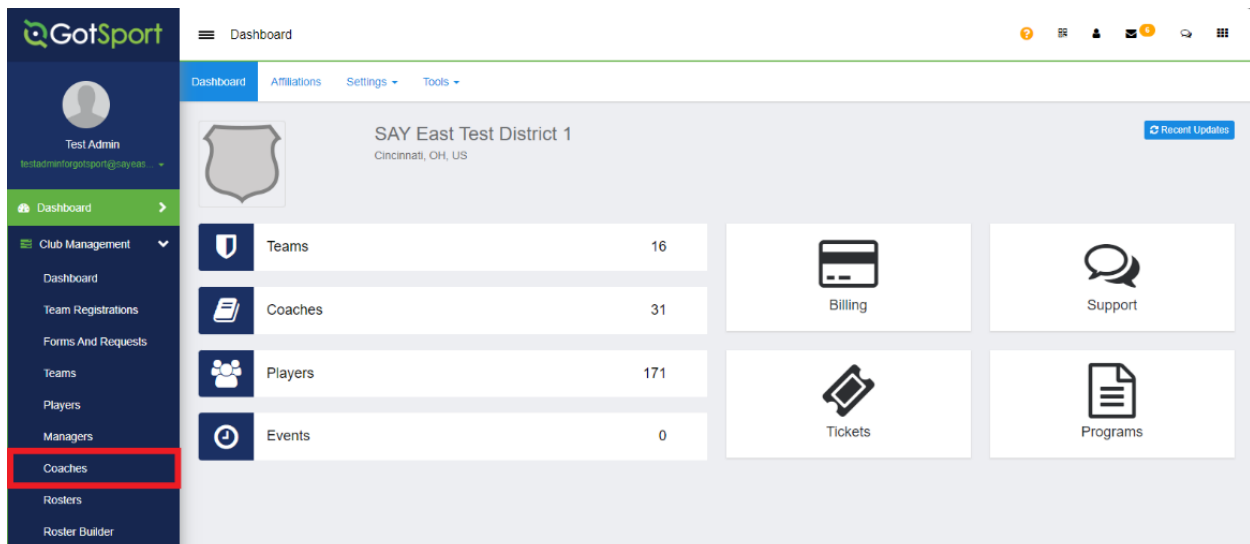 GotSport
Dashboard
6
Test Admin
testadminforgotsport@sayeas...
Dashboard
Club Management
Dashboard
Team Registrations
Forms And Requests
Teams
Players
Managers
Coaches
Rosters
Roster Builder
Dashboard Affiliations Settings Tools
SAY East Test District 1
Cincinnati, OH, US
Recent Updates
Teams 16
Coaches 31
Players 171
Events 0
Billing
Support
Tickets
Programs